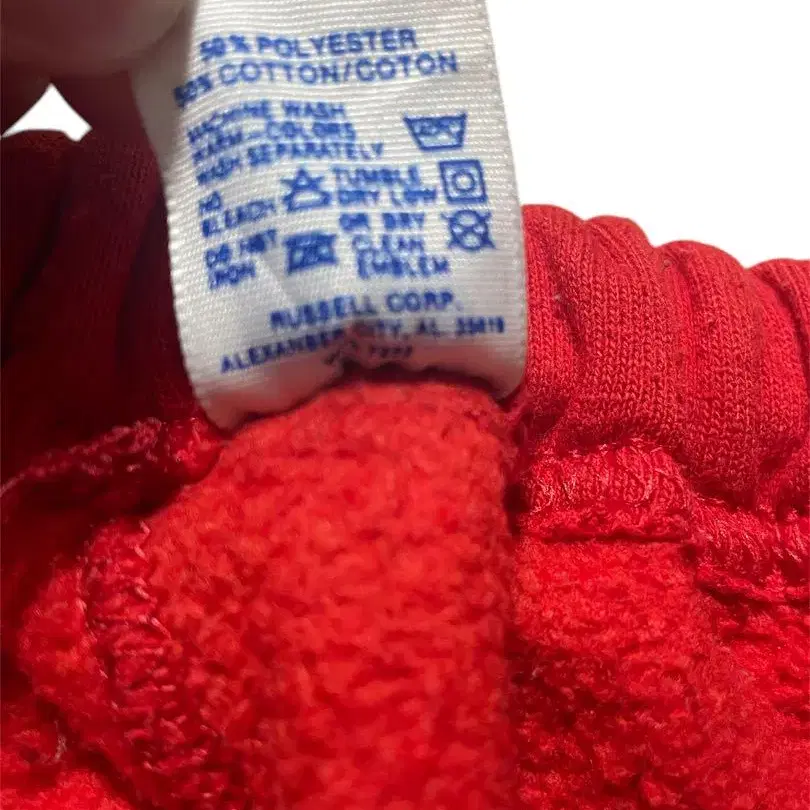 50% POLYESTER
50% COTTON/COTON
MACHINE WASH
WARM—COLORS
WASH SEPARATELY
NO BLEACH
TUMBLE DRY LOW
OR DRY CLEAN
DO NOT IRON
EMBLEM
RUSSELL CORP.
ALEXANDER CITY, AL. 35010